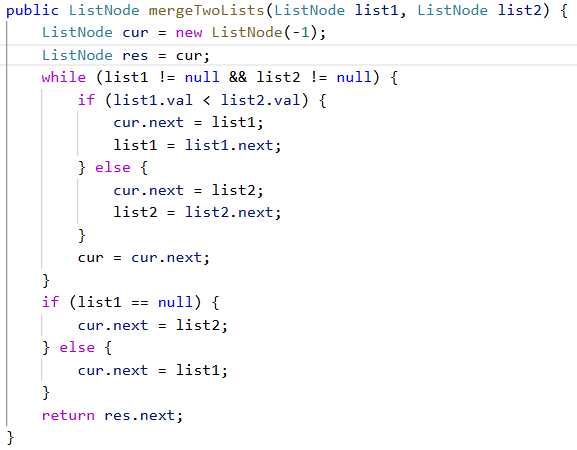 public ListNode mergeTwoLists(ListNode list1, ListNode list2) {
    ListNode cur = new ListNode(-1);
    ListNode res = cur;
    while (list1 != null && list2 != null) {
        if (list1.val < list2.val) {
            cur.next = list1;
            list1 = list1.next;
        } else {
            cur.next = list2;
            list2 = list2.next;
        }
        cur = cur.next;
    }
    if (list1 == null) {
        cur.next = list2;
    } else {
        cur.next = list1;
    }
    return res.next;
}